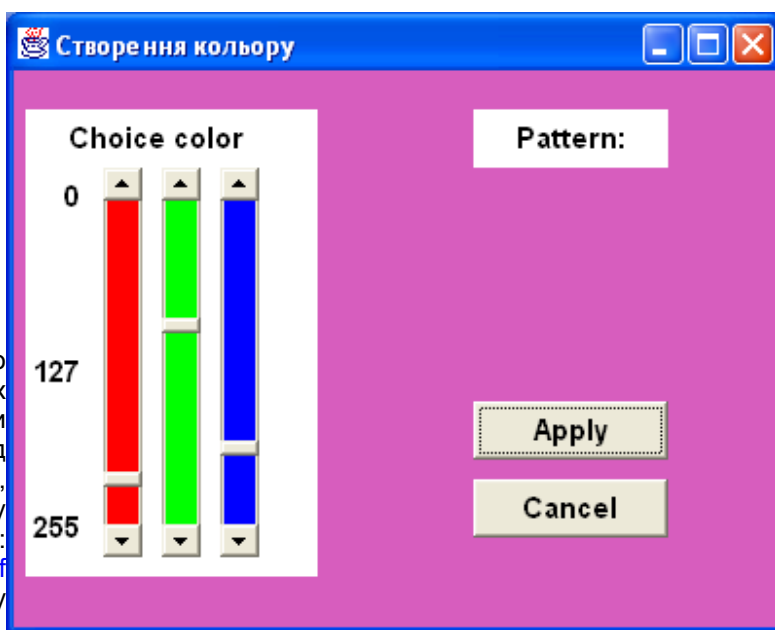 Створення кольору
Choice color
Pattern:
0
127
255
Apply
Cancel